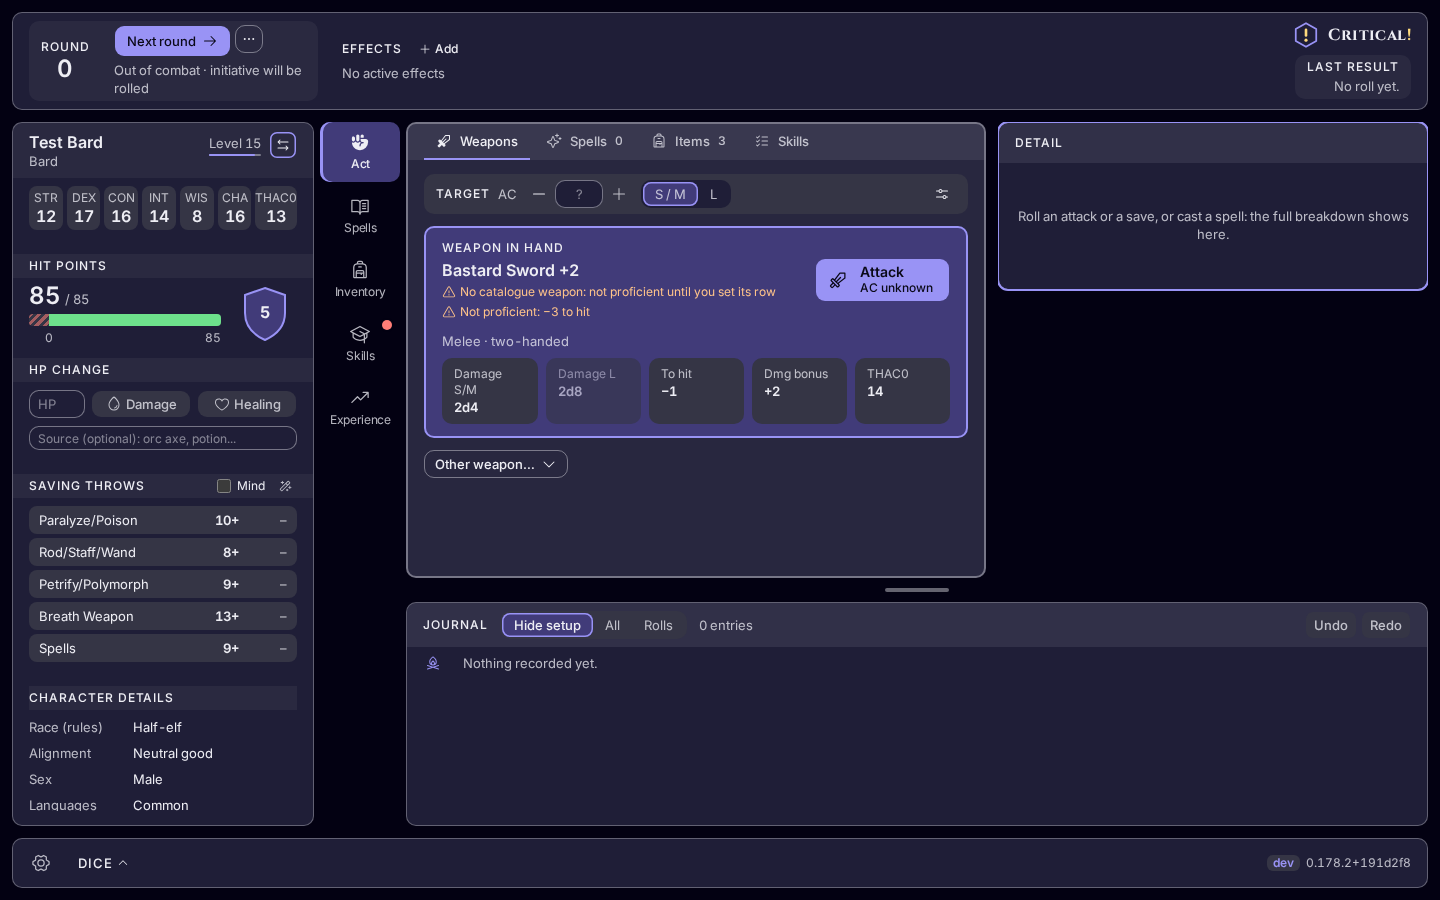 ROUND
0
Next round
...
Out of combat · initiative will be
rolled
EFFECTS
+ Add
No active effects
CRITICAL!
LAST RESULT
No roll yet.
Test Bard
Bard
Level 15
STR DEX CON INT WIS CHA THAC0
12 17 16 14 8 16 13
HIT POINTS
85 / 85
0 85
5
HP CHANGE
HP
Damage
Healing
Source (optional): orc axe, potion...
SAVING THROWS
Mind
Paralyze/Poison 10+ –
Rod/Staff/Wand 8+ –
Petrify/Polymorph 9+ –
Breath Weapon 13+ –
Spells 9+ –
CHARACTER DETAILS
Race (rules) Half-elf
Alignment Neutral good
Sex Male
Languages Common
Act
Spells
Inventory
Skills
Experience
Weapons
Spells 0
Items 3
Skills
TARGET AC − ? + S / M L
WEAPON IN HAND
Bastard Sword +2
No catalogue weapon: not proficient until you set its row
Not proficient: −3 to hit
Attack
AC unknown
Melee · two-handed
Damage
S/M
2d4
Damage L
2d8
To hit
−1
Dmg bonus
+2
THAC0
14
Other weapon...
DETAIL
Roll an attack or a save, or cast a spell: the full breakdown shows
here.
JOURNAL
Hide setup
All
Rolls
0 entries
Undo
Redo
Nothing recorded yet.
DICE
dev 0.178.2+191d2f8